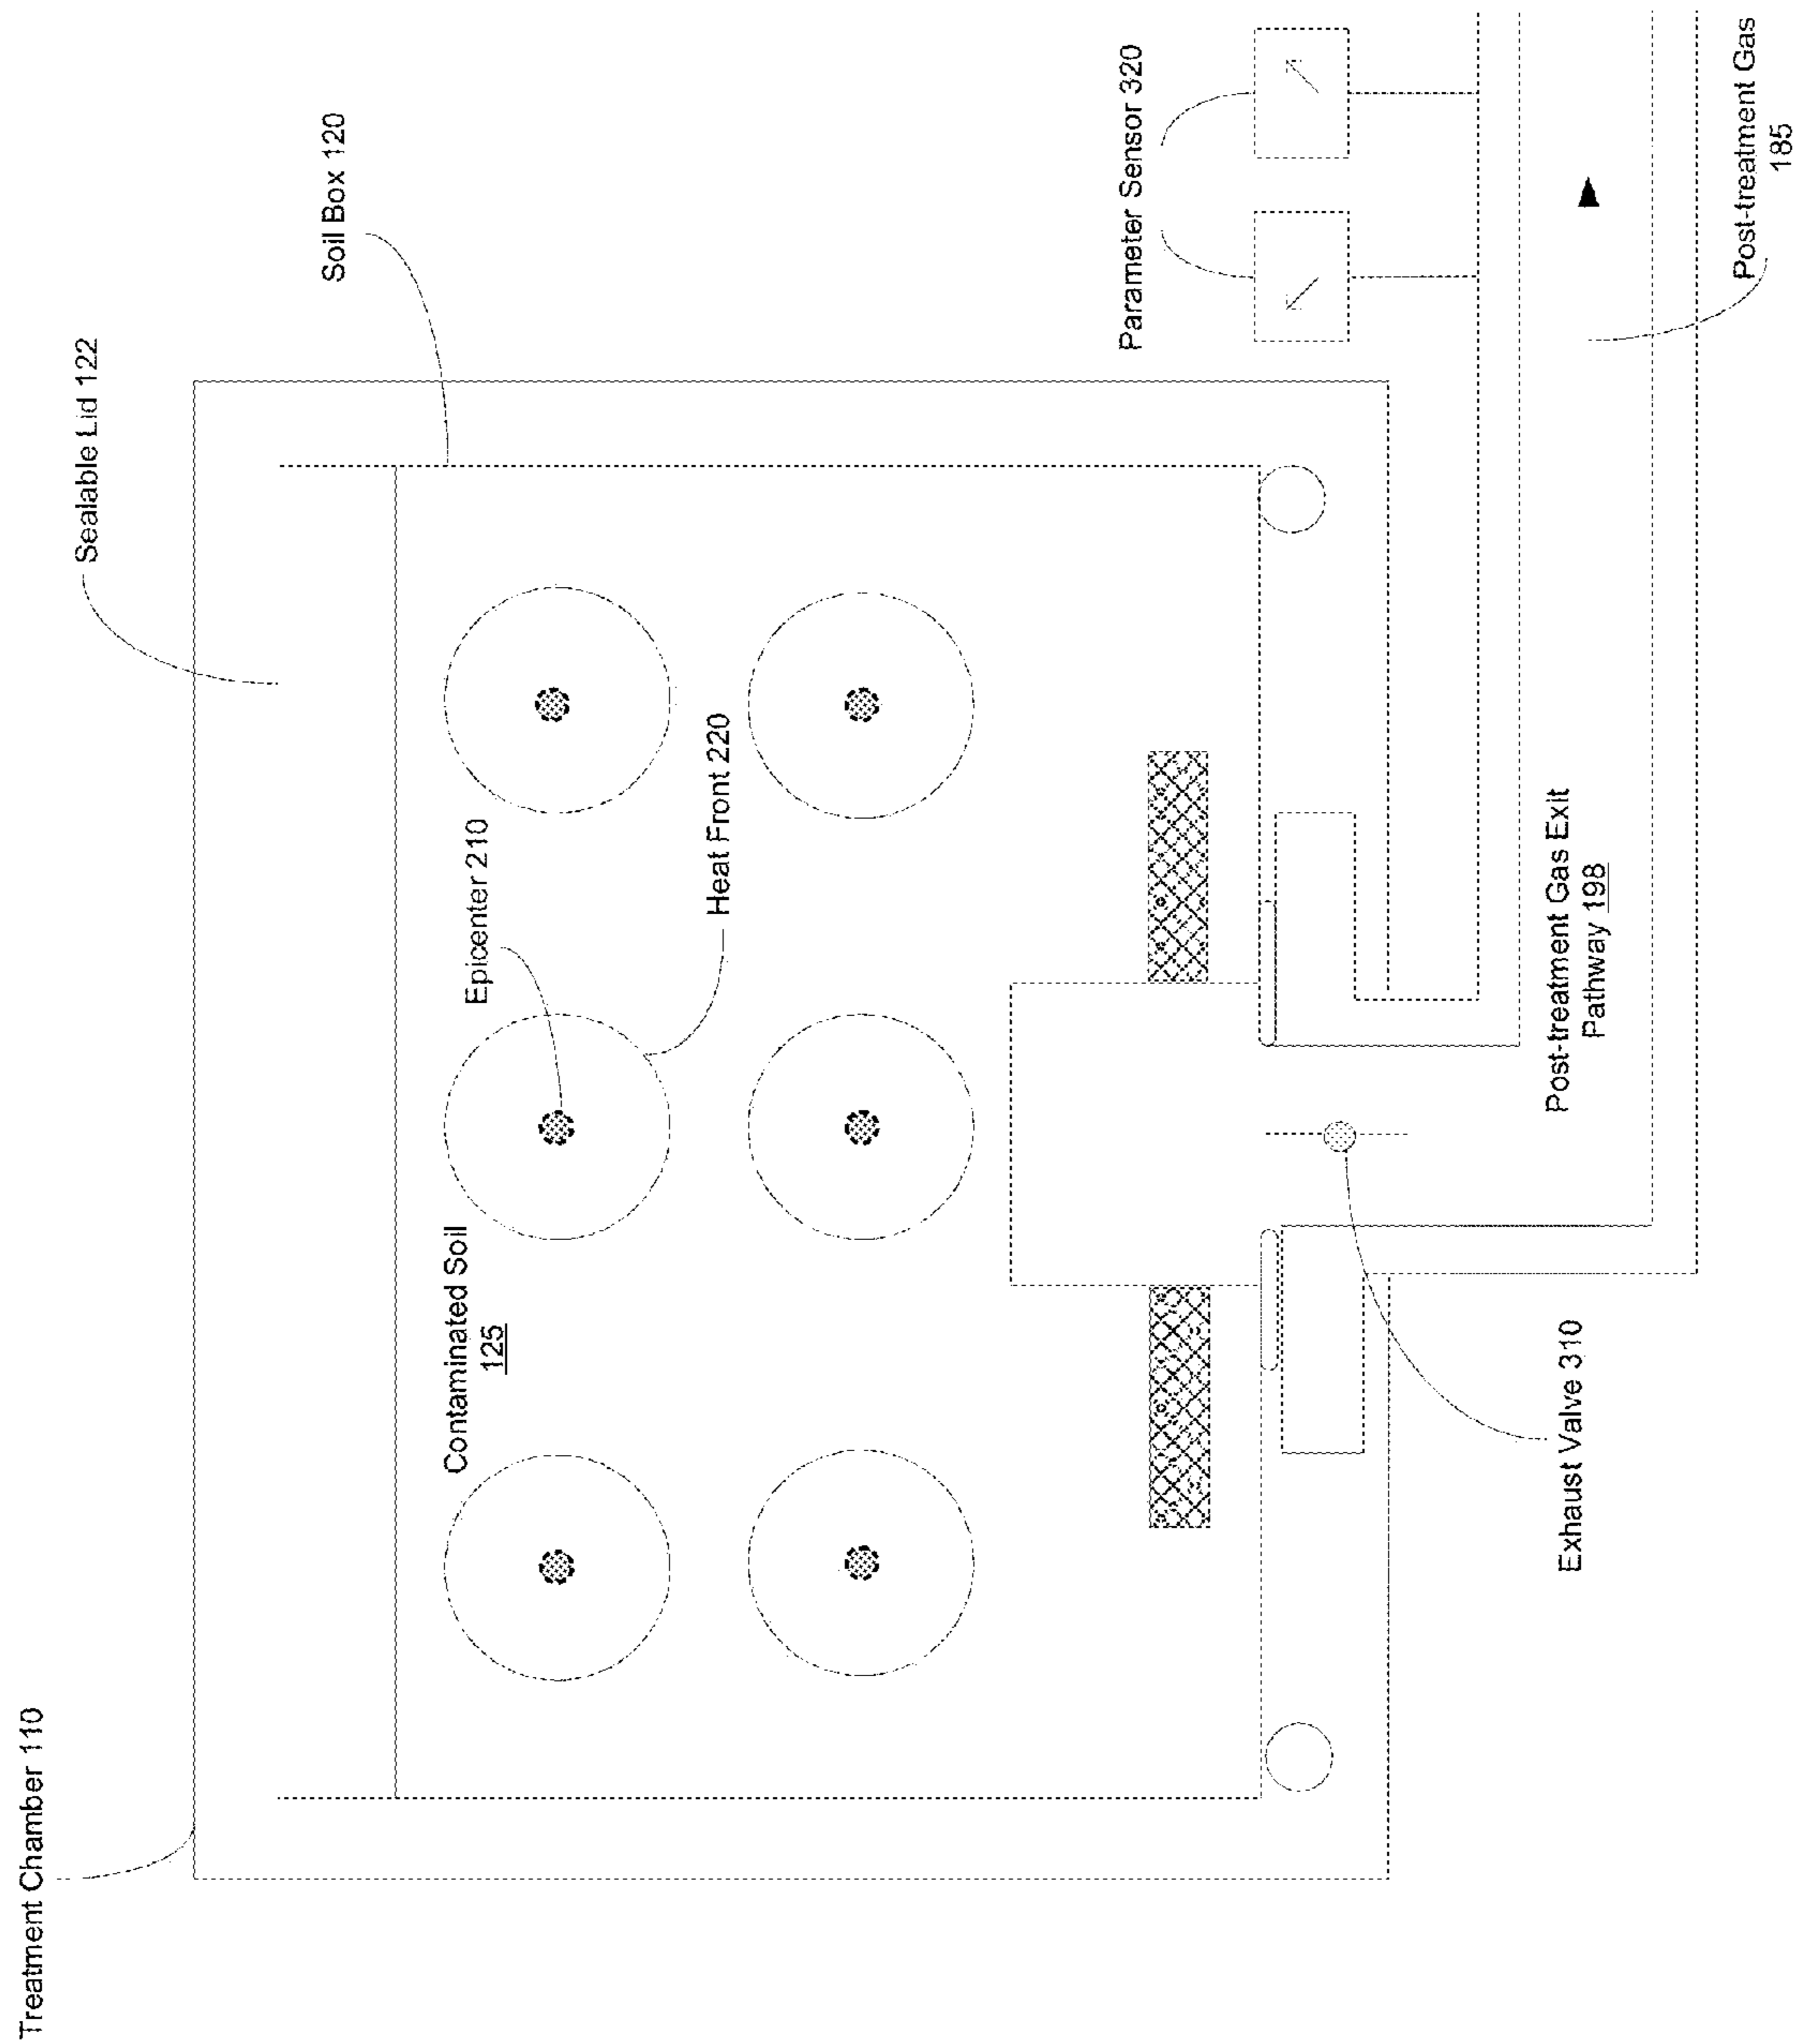 Treatment Chamber 110
Sealable Lid 122
Soil Box 120
Contaminated Soil
125
Epicenter 210
Heat Front 220
Parameter Sensor 320
Exhaust Valve 310
Post-treatment Gas Exit
Pathway 198
Post-treatment Gas
185